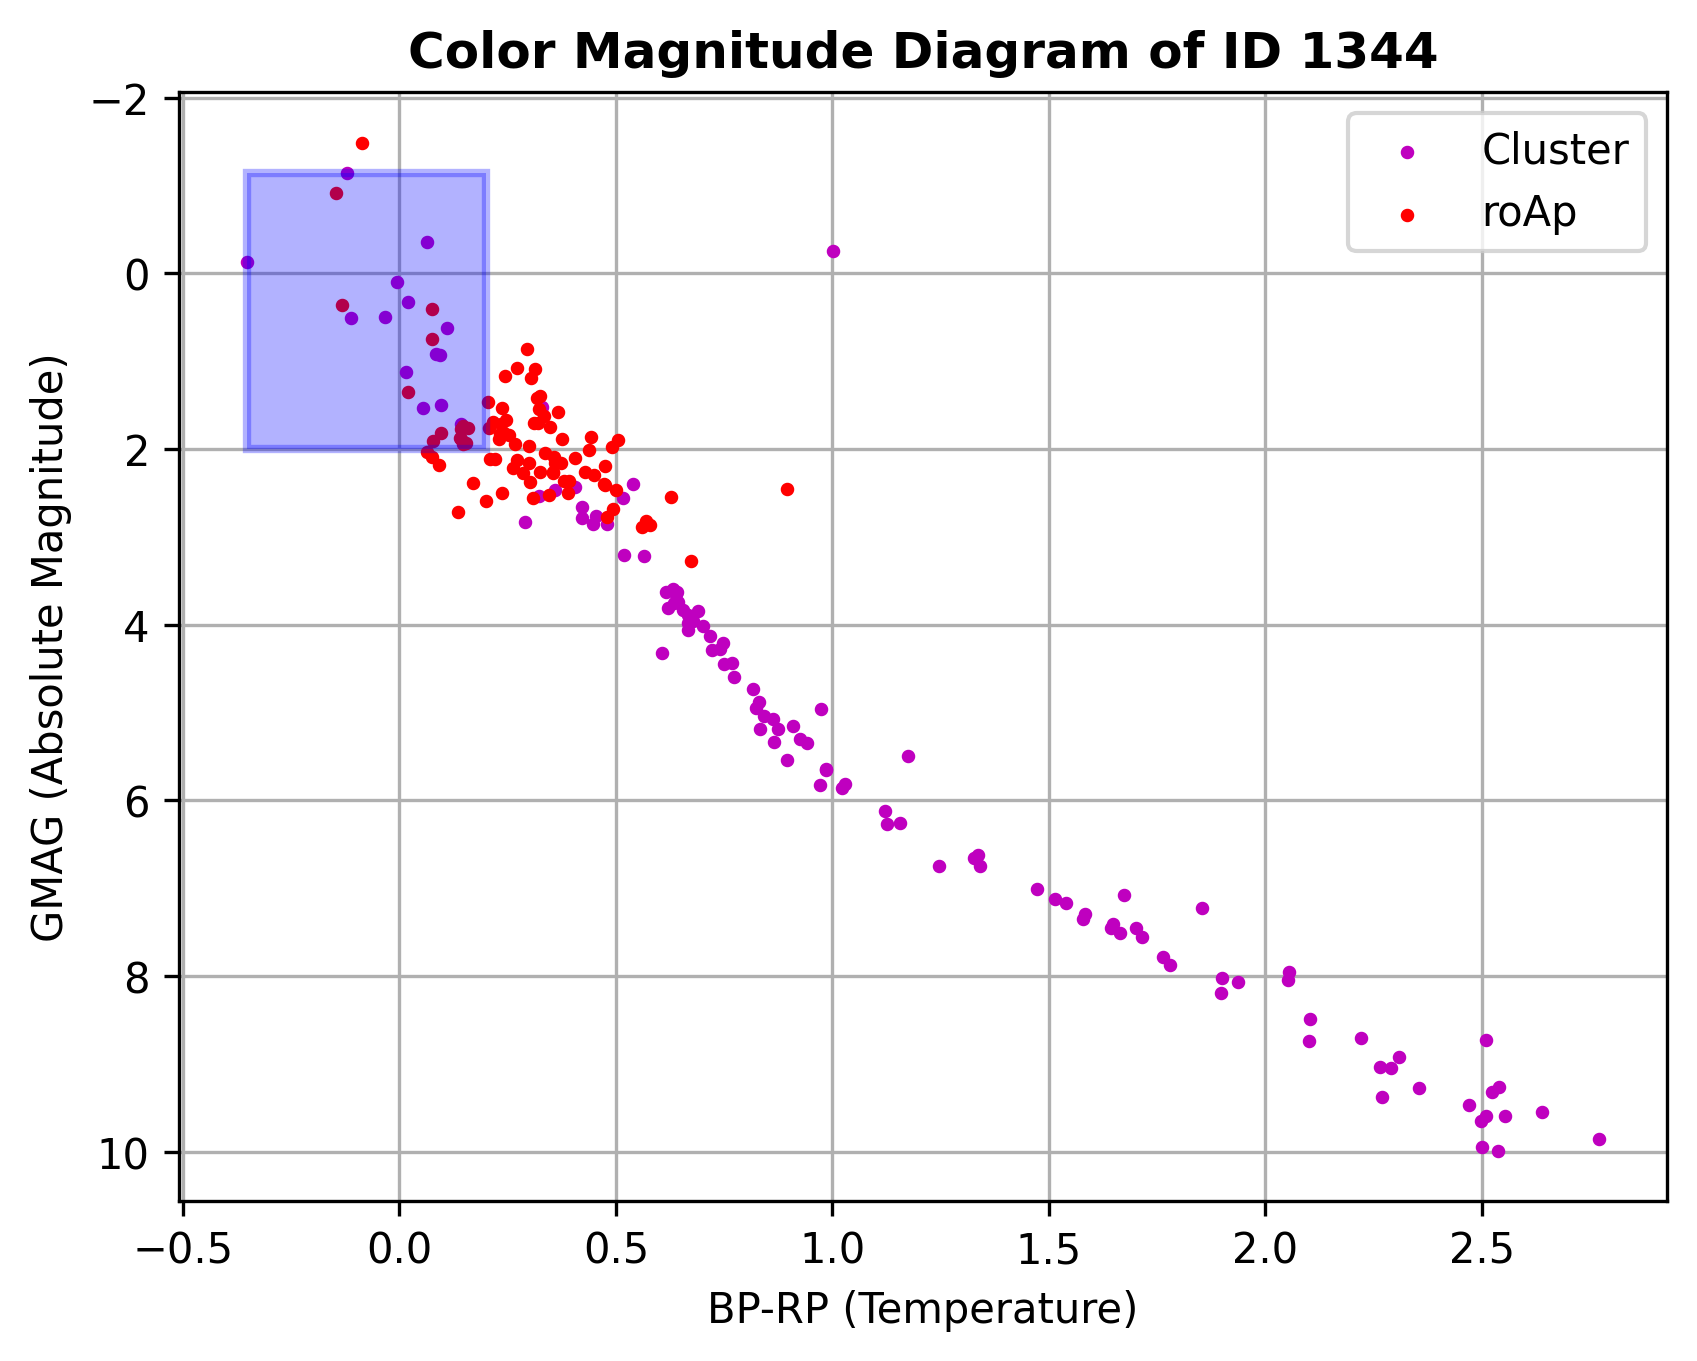 Color Magnitude Diagram of ID 1344
Cluster
roAp
−2
0
2
4
6
8
10
GMAG (Absolute Magnitude)
−0.5 0.0 0.5 1.0 1.5 2.0 2.5
BP-RP (Temperature)